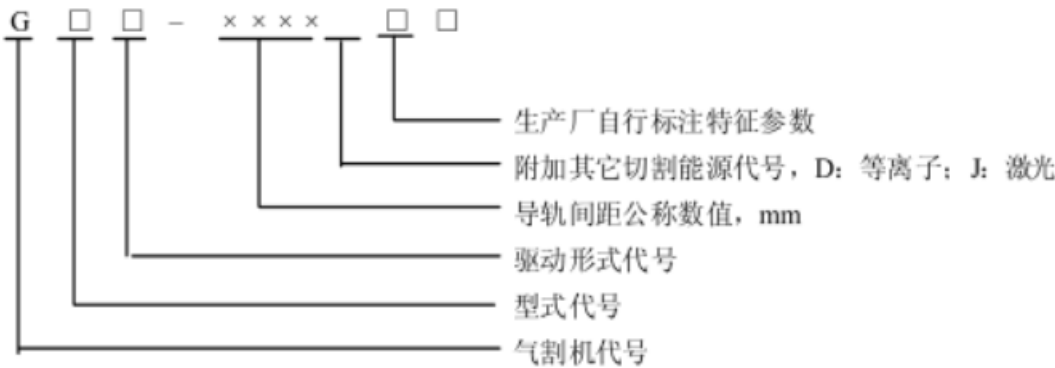 G □ □ - ×××× □ □
生产厂自行标注特征参数
附加其它切割能源代号，D：等离子；J：激光
导轨间距公称数值，mm
驱动形式代号
型式代号
气割机代号